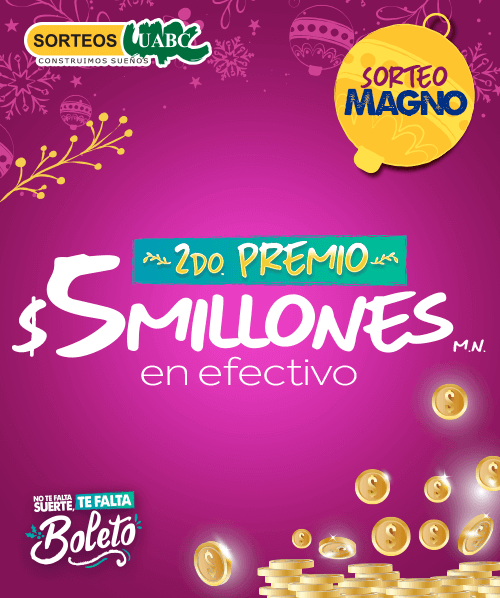 SORTEOS UABC
CONSTRUIMOS SUEÑOS
SORTEO
MAGNO
2DO. PREMIO
$5MILLONES M.N.
en efectivo
NO TE FALTA
SUERTE, TE FALTA
Boleto